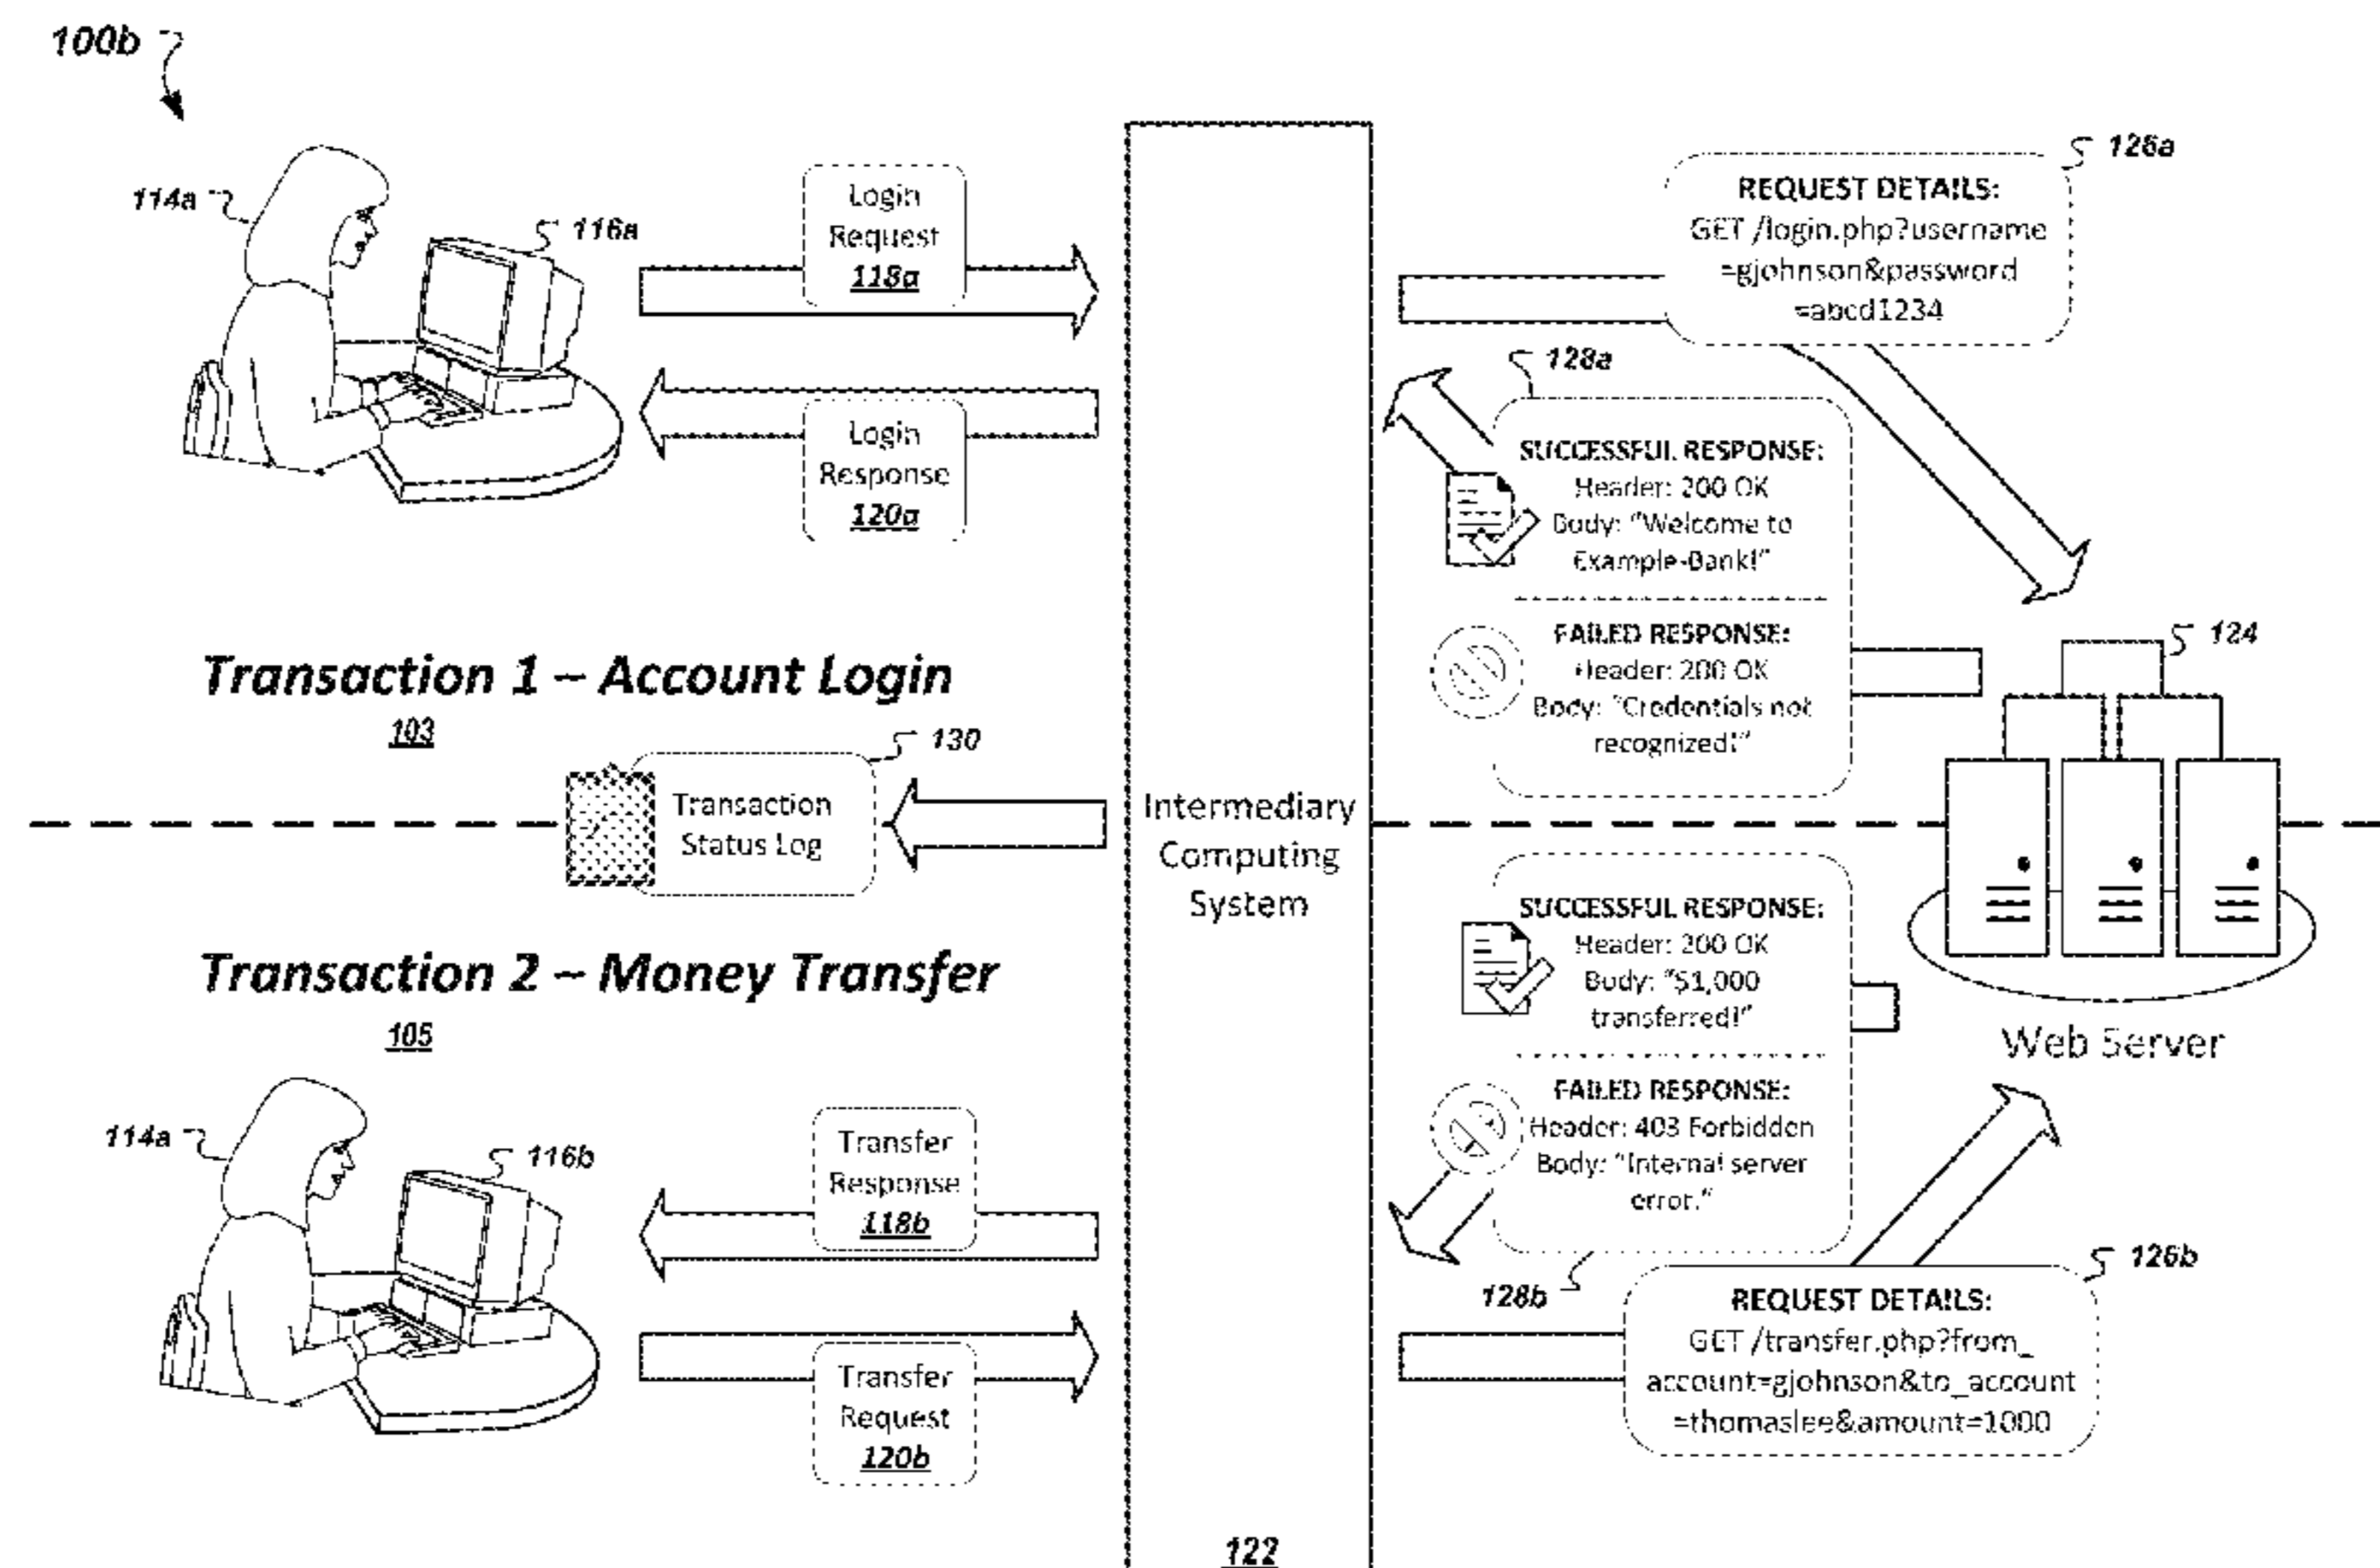 100b
114a
116a
Login
Request
118a
Login
Response
120a
126a
REQUEST DETAILS:
GET /login.php?username
=gjohnson&password
=abcd1234
128a
SUCCESSFUL RESPONSE:
Header: 200 OK
Body: "Welcome to
Example-Bank!"
FAILED RESPONSE:
Header: 200 OK
Body: "Credentials not
recognized!"
124
Transaction 1 – Account Login
103
130
Transaction
Status Log
Intermediary
Computing
System
Web Server
Transaction 2 – Money Transfer
105
SUCCESSFUL RESPONSE:
Header: 200 OK
Body: "$1,000
transferred!"
FAILED RESPONSE:
Header: 403 Forbidden
Body: "Internal server
error."
114a
116b
Transfer
Response
118b
Transfer
Request
120b
128b
126b
REQUEST DETAILS:
GET /transfer.php?from_
account=gjohnson&to_account
=thomaslee&amount=1000
122